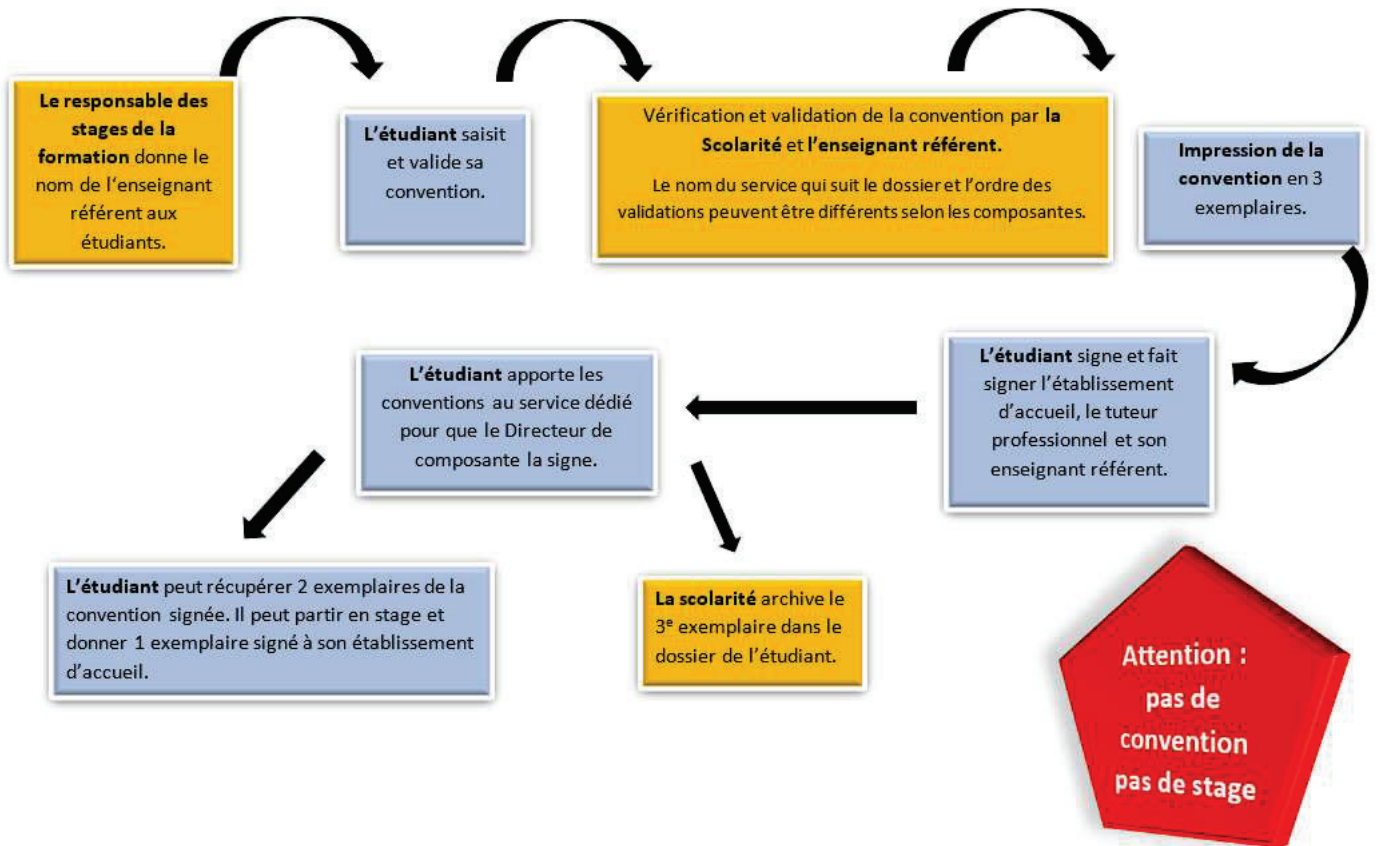 Le responsable des
stages de la
formation donne le
nom de l'enseignant
référent aux
étudiants.
L'étudiant saisit
et valide sa
convention.
Vérification et validation de la convention par la
Scolarité et l'enseignant référent.
Le nom du service qui suit le dossier et l'ordre des
validations peuvent être différents selon les composantes.
Impression de la
convention en 3
exemplaires.
L'étudiant signe et fait
signer l'établissement
d'accueil, le tuteur
professionnel et son
enseignant référent.
L'étudiant apporte les
conventions au service dédié
pour que le Directeur de
composante la signe.
L'étudiant peut récupérer 2 exemplaires de la
convention signée. Il peut partir en stage et
donner 1 exemplaire signé à son établissement
d'accueil.
La scolarité archive le
3e exemplaire dans le
dossier de l'étudiant.
Attention :
pas de
convention
pas de stage